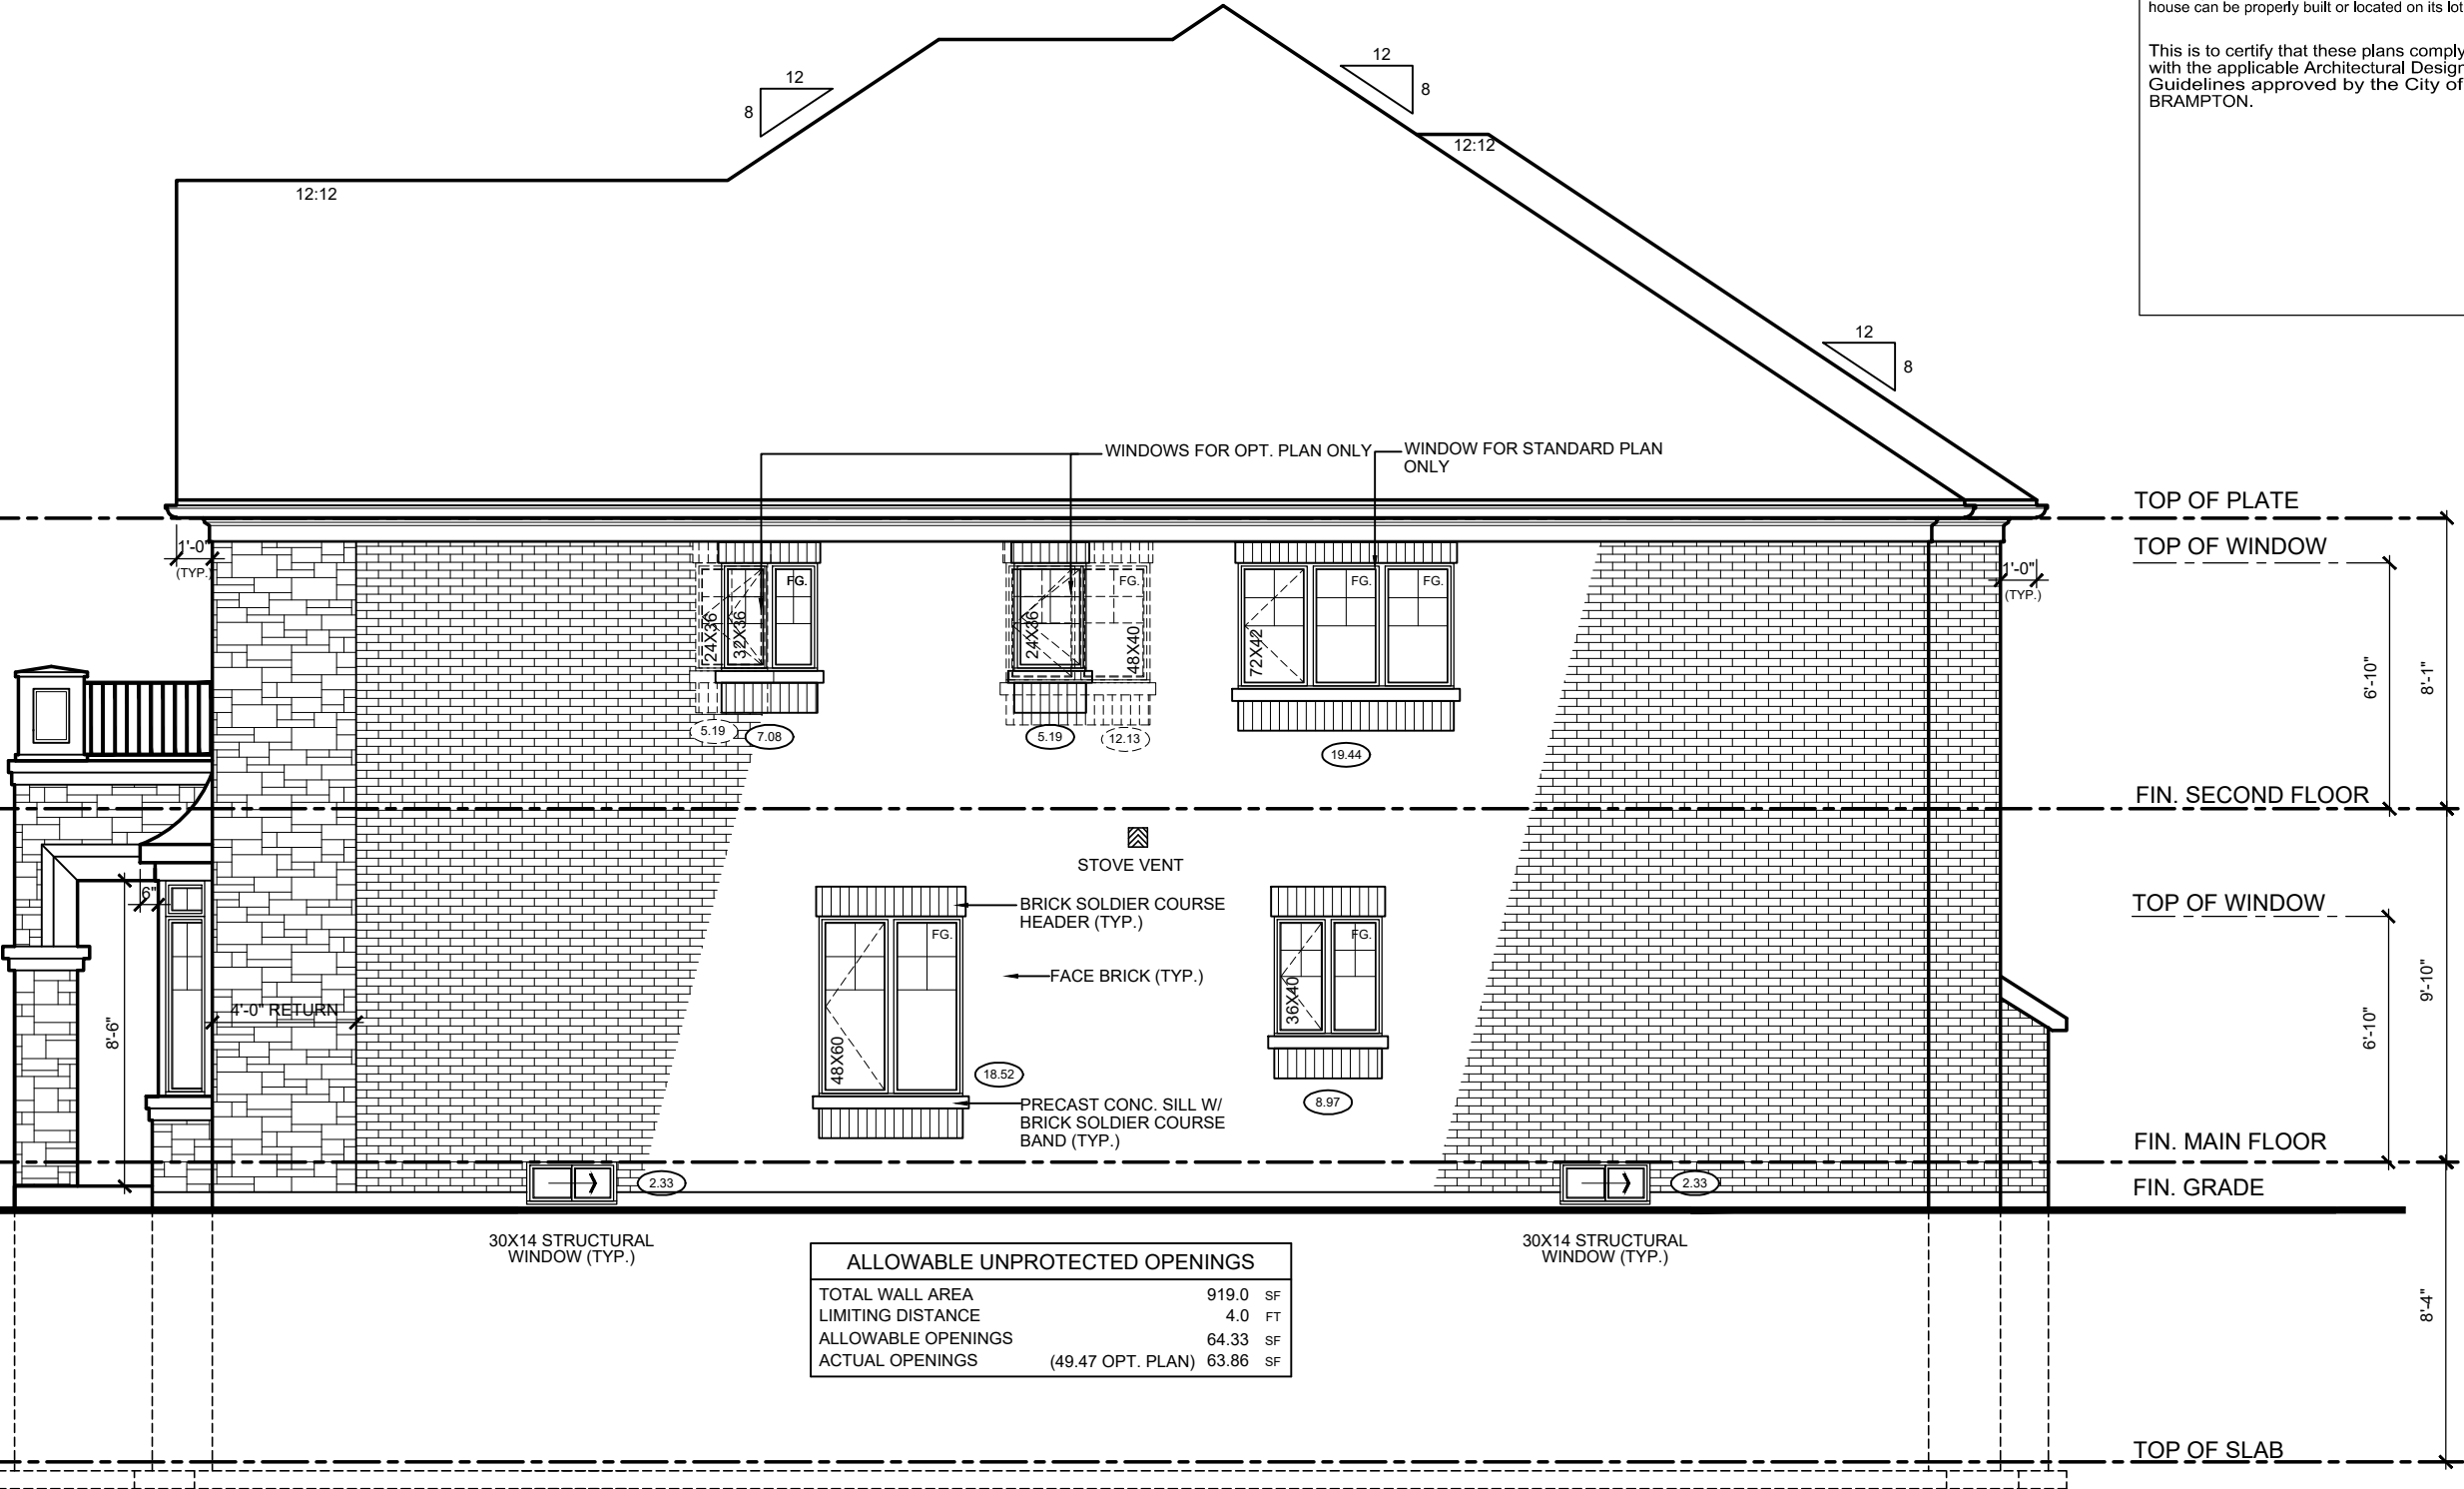 house can be properly built or located on its lot
This is to certify that these plans comply
with the applicable Architectural Design
Guidelines approved by the City of
BRAMPTON.
12
8
12
8
12:12
12:12
12
8
WINDOWS FOR OPT. PLAN ONLY
WINDOW FOR STANDARD PLAN
ONLY
TOP OF PLATE
TOP OF WINDOW
1'-0"
(TYP.)
1'-0"
(TYP.)
24X36
32X36
FG.
24X36
FG.
48X40
72X42
FG.
FG.
6'-10"
8'-1"
5.19
7.08
5.19
12.13
19.44
FIN. SECOND FLOOR
STOVE VENT
6"
BRICK SOLDIER COURSE
HEADER (TYP.)
TOP OF WINDOW
FG.
FG.
FACE BRICK (TYP.)
48X60
36X40
4'-0" RETURN
8'-6"
9'-10"
6'-10"
18.52
8.97
PRECAST CONC. SILL W/
BRICK SOLDIER COURSE
BAND (TYP.)
FIN. MAIN FLOOR
2.33
2.33
FIN. GRADE
30X14 STRUCTURAL
WINDOW (TYP.)
30X14 STRUCTURAL
WINDOW (TYP.)
ALLOWABLE UNPROTECTED OPENINGS
TOTAL WALL AREA 919.0 SF
LIMITING DISTANCE 4.0 FT
ALLOWABLE OPENINGS 64.33 SF
ACTUAL OPENINGS (49.47 OPT. PLAN) 63.86 SF
8'-4"
TOP OF SLAB